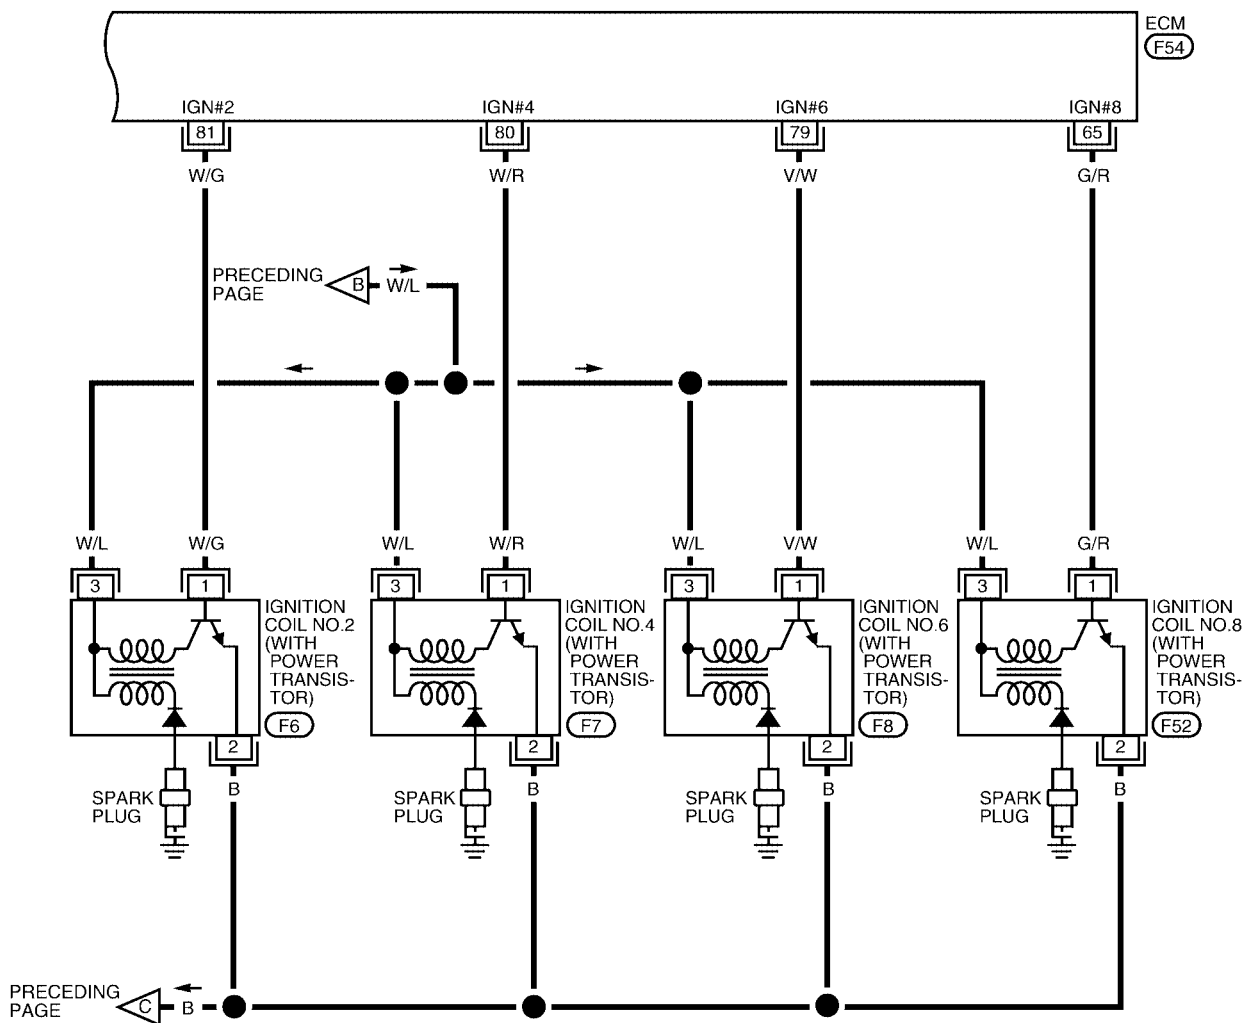 ECM
F54
IGN#2
IGN#4
IGN#6
IGN#8
81
80
79
65
W/G
W/R
V/W
G/R
PRECEDING
PAGE
B
W/L
W/L
W/G
W/L
W/R
W/L
V/W
W/L
G/R
3
1
3
1
3
1
3
1
IGNITION
COIL NO.2
(WITH
POWER
TRANSIS-
TOR)
F6
IGNITION
COIL NO.4
(WITH
POWER
TRANSIS-
TOR)
F7
IGNITION
COIL NO.6
(WITH
POWER
TRANSIS-
TOR)
F8
IGNITION
COIL NO.8
(WITH
POWER
TRANSIS-
TOR)
F52
2
2
2
2
B
B
B
B
SPARK
PLUG
SPARK
PLUG
SPARK
PLUG
SPARK
PLUG
PRECEDING
PAGE
C
B